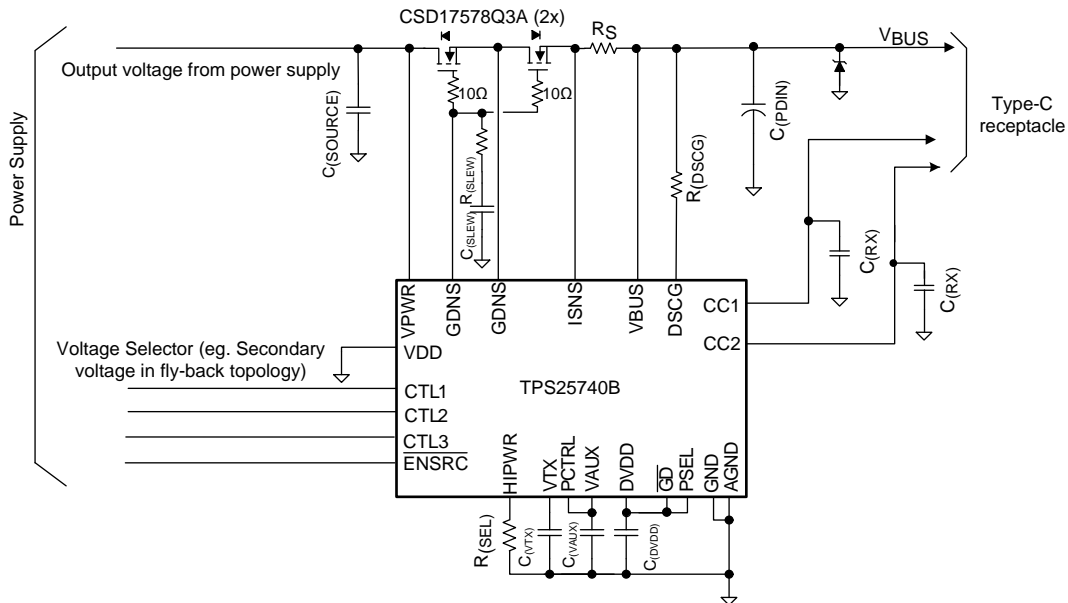 CSD17578Q3A (2x)
RS
VBUS
Output voltage from power supply
10Ω
10Ω
Type-C
receptacle
Power Supply
C(SOURCE)
R(SLEW)
C(SLEW)
R(DSCG)
C(PDIN)
C(RX)
C(RX)
VPWR
GDNS
GDNS
ISNS
VBUS
DSCG
CC1
CC2
Voltage Selector (eg. Secondary
voltage in fly-back topology)
VDD
TPS25740B
CTL1
CTL2
CTL3
ENSRC
HIPWR
VTX
PCTRL
VAUX
DVDD
GD
PSEL
GND
AGND
R(SEL)
C(VTX)
C(VAUX)
C(DVDD)